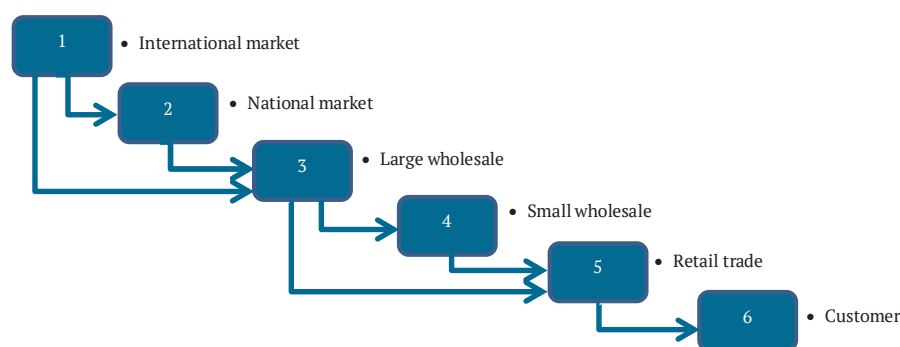 1
• International market
2
• National market
3
• Large wholesale
4
• Small wholesale
5
• Retail trade
6
• Customer